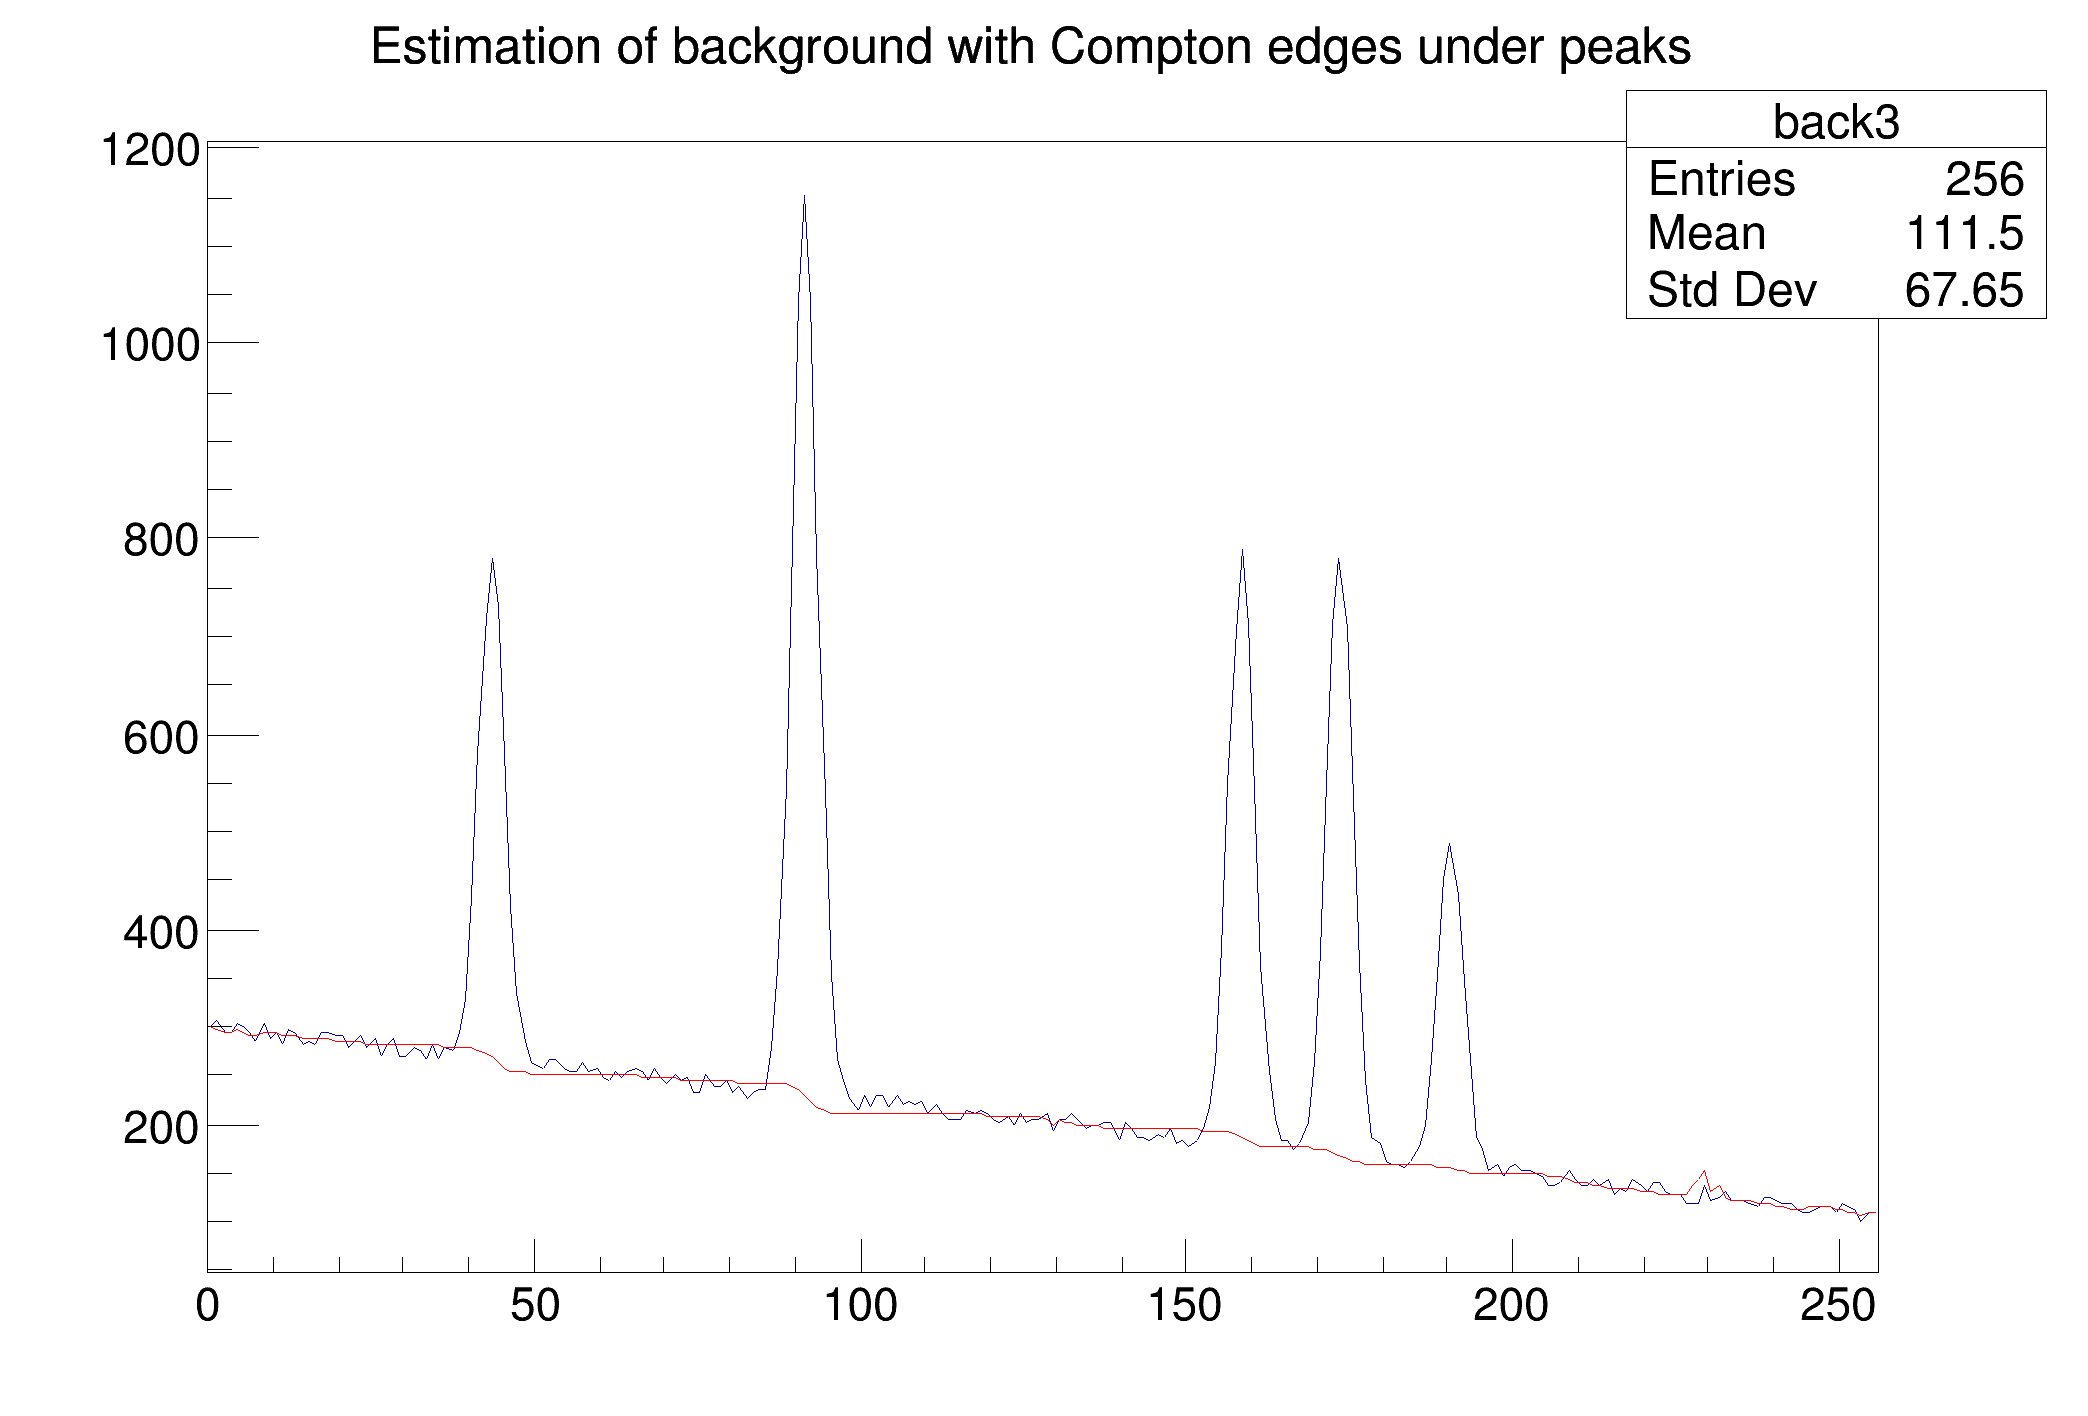 Estimation of background with Compton edges under peaks
back3
Entries 256
Mean 111.5
Std Dev 67.65
1200
1000
800
600
400
300
200
0 50 100 150 200 250